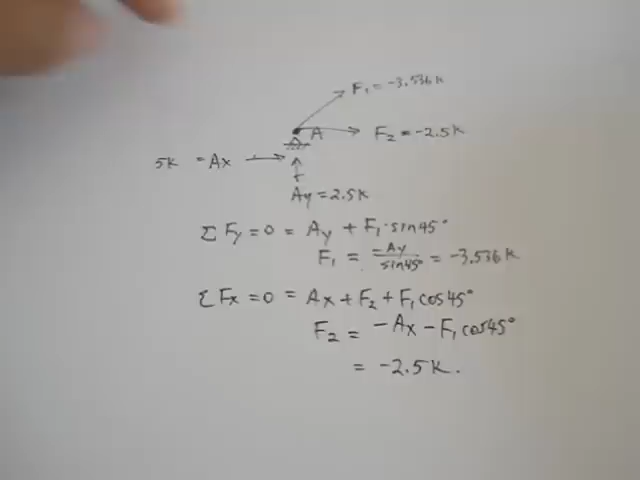 F₁ = -3.536k
A
F₂ = -2.5k
5k = Ax
Ay = 2.5k
Σ Fy = 0 = Ay + F₁·sin45°
F₁ = -Ay/sin45° = -3.536k
ΣFx = 0 = Ax + F₂ + F₁cos45°
F₂ = -Ax - F₁cos45°
= -2.5k.